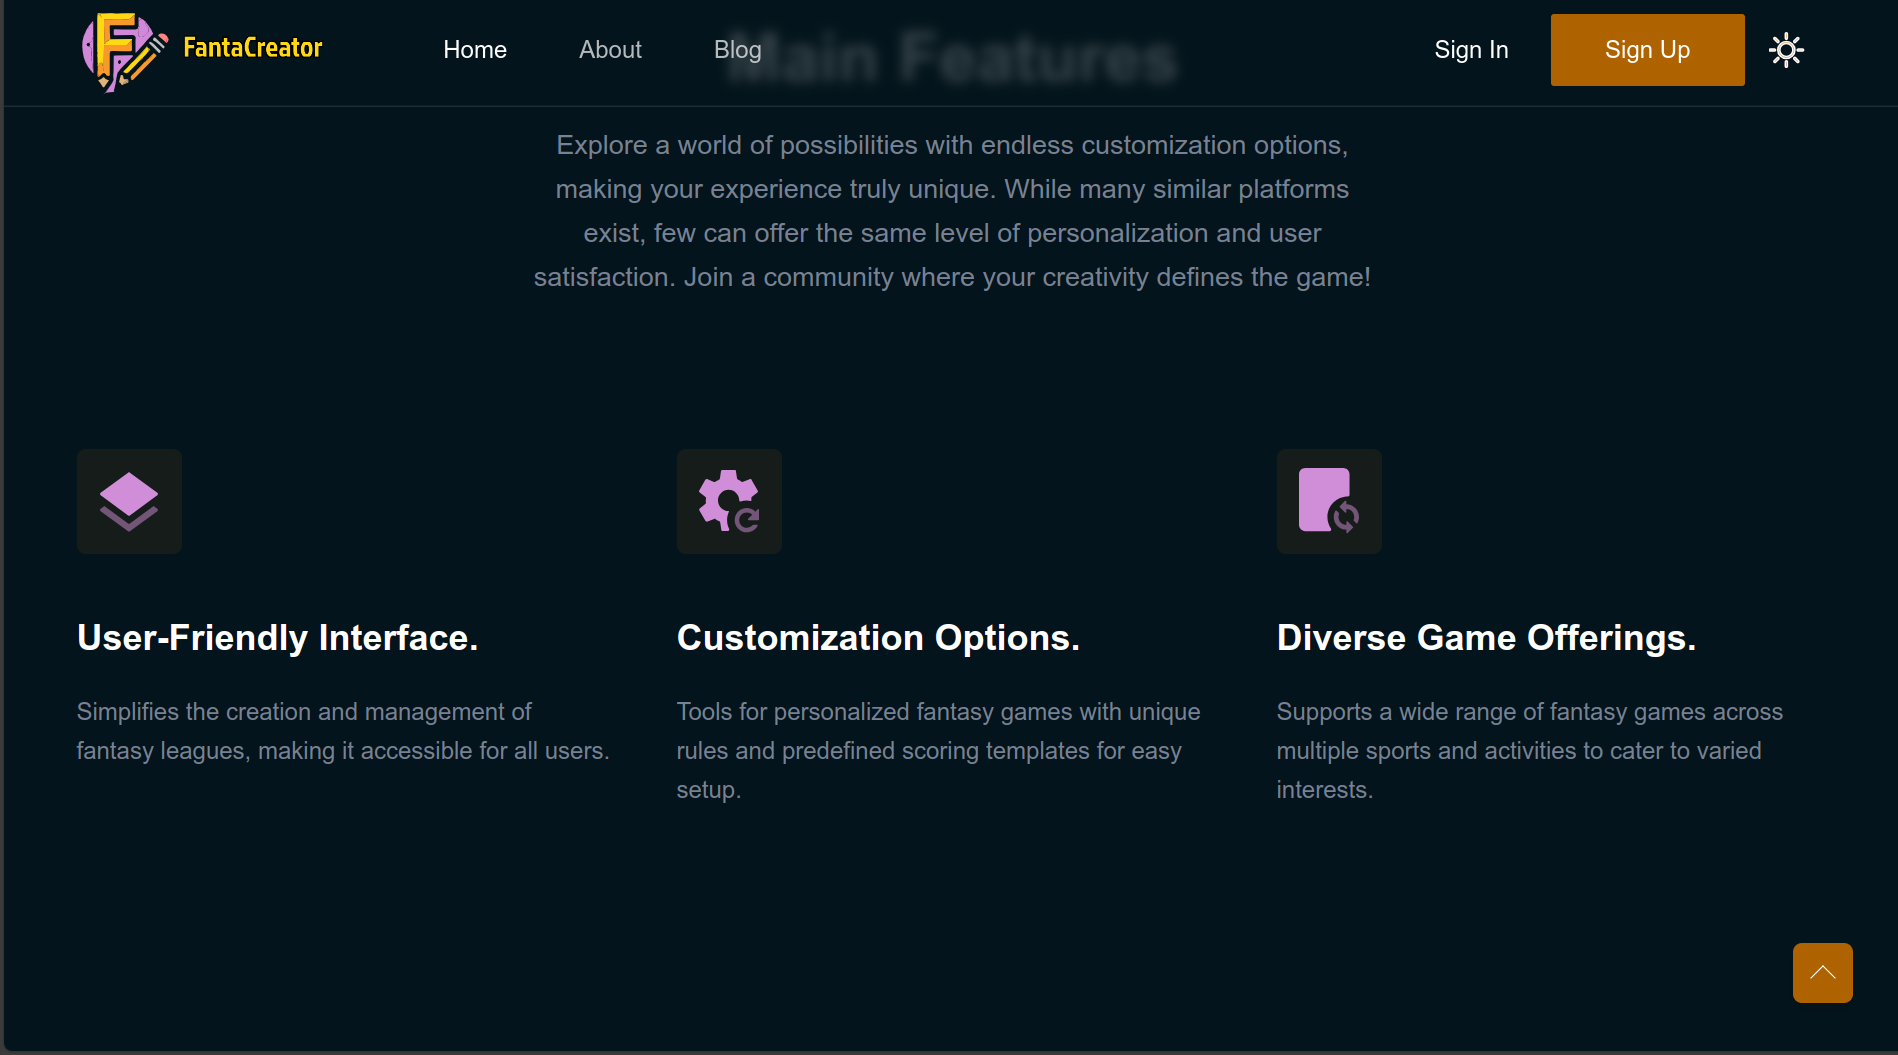 FantaCreator
Home
About
Blog
Sign In
Sign Up
Main Features
Explore a world of possibilities with endless customization options,
making your experience truly unique. While many similar platforms
exist, few can offer the same level of personalization and user
satisfaction. Join a community where your creativity defines the game!
User-Friendly Interface.
Simplifies the creation and management of
fantasy leagues, making it accessible for all users.
Customization Options.
Tools for personalized fantasy games with unique
rules and predefined scoring templates for easy
setup.
Diverse Game Offerings.
Supports a wide range of fantasy games across
multiple sports and activities to cater to varied
interests.